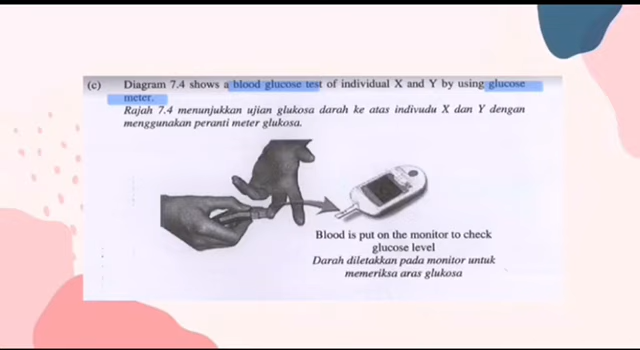 (c) Diagram 7.4 shows a blood glucose test of individual X and Y by using glucose
meter.
Rajah 7.4 menunjukkan ujian glukosa darah ke atas indivudu X dan Y dengan
menggunakan peranti meter glukosa.
Blood is put on the monitor to check
glucose level
Darah diletakkan pada monitor untuk
memeriksa aras glukosa